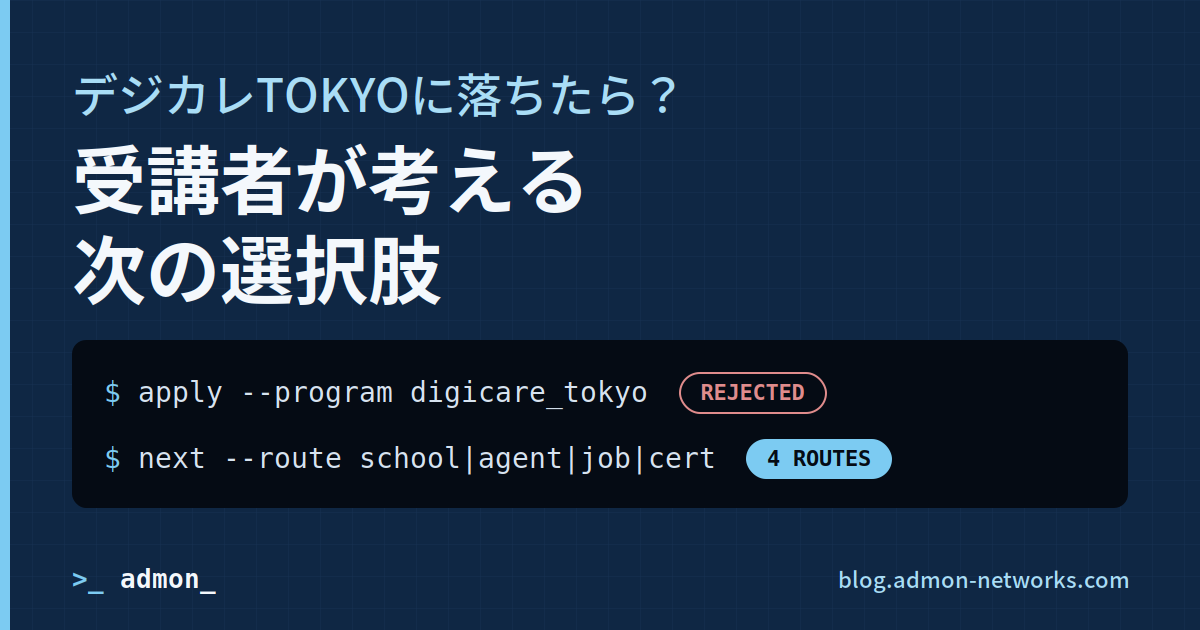 デジカレTOKYOに落ちたら？
受講者が考える
次の選択肢
$ apply --program digicare_tokyo REJECTED
$ next --route school|agent|job|cert 4 ROUTES
>_ admon_
blog.admon-networks.com